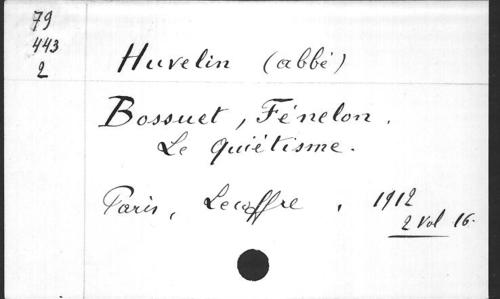 79
443
2
Huvelin (abbé)
Bossuet, Fénelon.
Le quiétisme.
Paris, Lecoffre, 1912
2 vol 16.